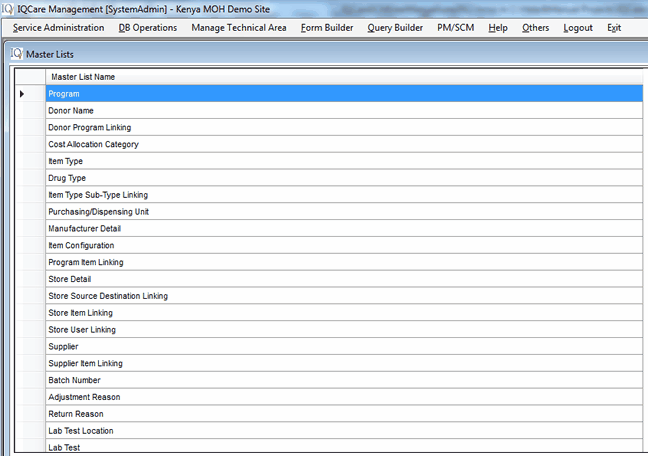 IQ IQCare Management [SystemAdmin] - Kenya MOH Demo Site
Service Administration DB Operations Manage Technical Area Form Builder Query Builder PM/SCM Help Others Logout Exit
IQ Master Lists
Master List Name
Program
Donor Name
Donor Program Linking
Cost Allocation Category
Item Type
Drug Type
Item Type Sub-Type Linking
Purchasing/Dispensing Unit
Manufacturer Detail
Item Configuration
Program Item Linking
Store Detail
Store Source Destination Linking
Store Item Linking
Store User Linking
Supplier
Supplier Item Linking
Batch Number
Adjustment Reason
Return Reason
Lab Test Location
Lab Test